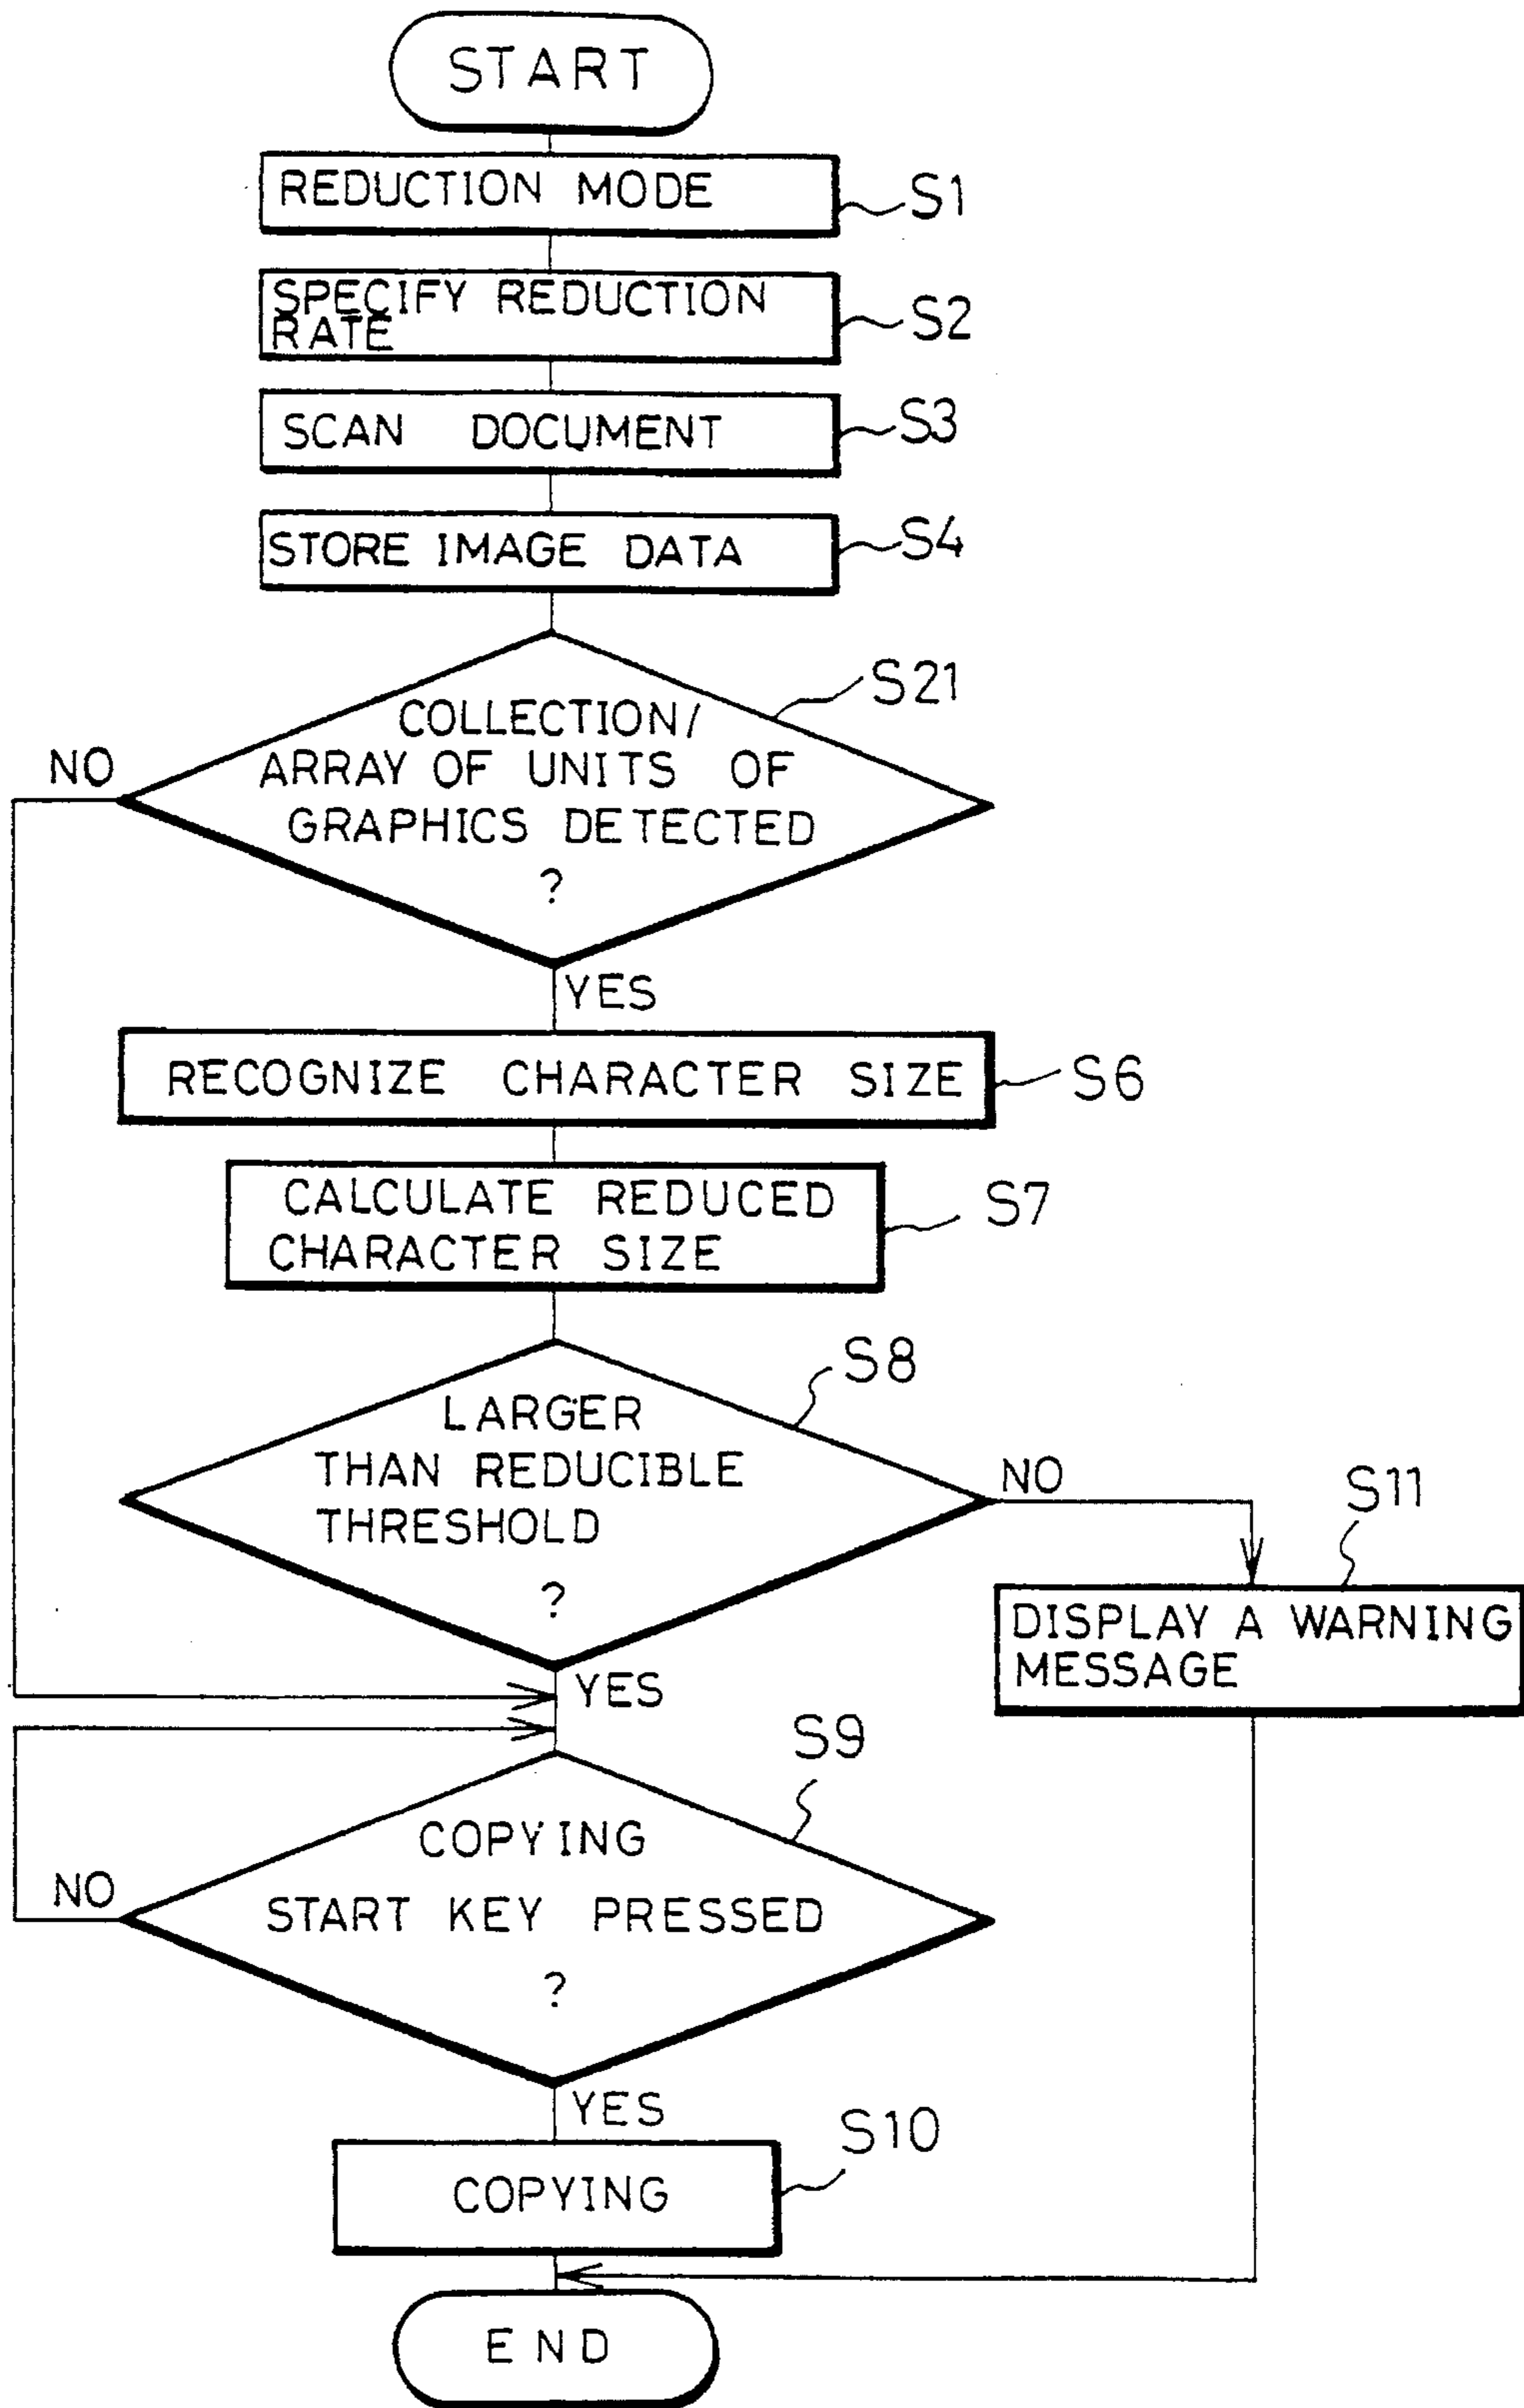 START
REDUCTION MODE
S1
SPECIFY REDUCTION
RATE
S2
SCAN DOCUMENT
S3
STORE IMAGE DATA
S4
S21
COLLECTION/
ARRAY OF UNITS OF
GRAPHICS DETECTED
?
NO
YES
RECOGNIZE CHARACTER SIZE
S6
CALCULATE REDUCED
CHARACTER SIZE
S7
S8
LARGER
THAN REDUCIBLE
THRESHOLD
?
NO
S11
DISPLAY A WARNING
MESSAGE
YES
S9
COPYING
START KEY PRESSED
?
NO
YES
S10
COPYING
END